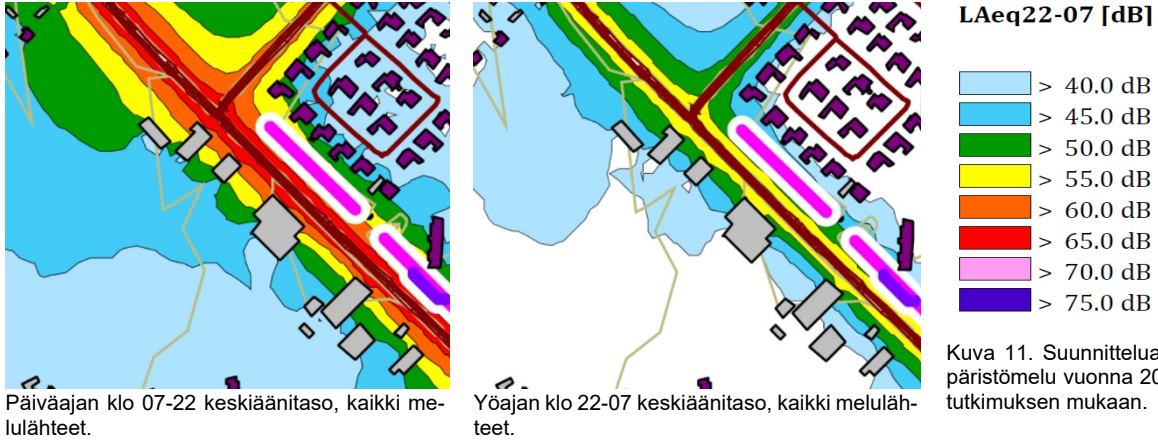 LAeq22-07 [dB]
> 40.0 dB
> 45.0 dB
> 50.0 dB
> 55.0 dB
> 60.0 dB
> 65.0 dB
> 70.0 dB
> 75.0 dB
Päiväajan klo 07-22 keskiäänitaso, kaikki me-
lulähteet.
Yöajan klo 22-07 keskiäänitaso, kaikki meluläh-
teet.
Kuva 11. Suunnittelua
päristömelu vuonna 20
tutkimuksen mukaan.